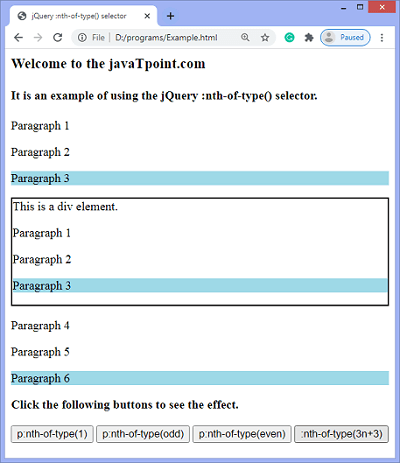 jQuery :nth-of-type() selector
File | D:/programs/Example.html
Paused
Welcome to the javaTpoint.com
It is an example of using the jQuery :nth-of-type() selector.
Paragraph 1
Paragraph 2
Paragraph 3
This is a div element.
Paragraph 1
Paragraph 2
Paragraph 3
Paragraph 4
Paragraph 5
Paragraph 6
Click the following buttons to see the effect.
p:nth-of-type(1) p:nth-of-type(odd) p:nth-of-type(even) :nth-of-type(3n+3)